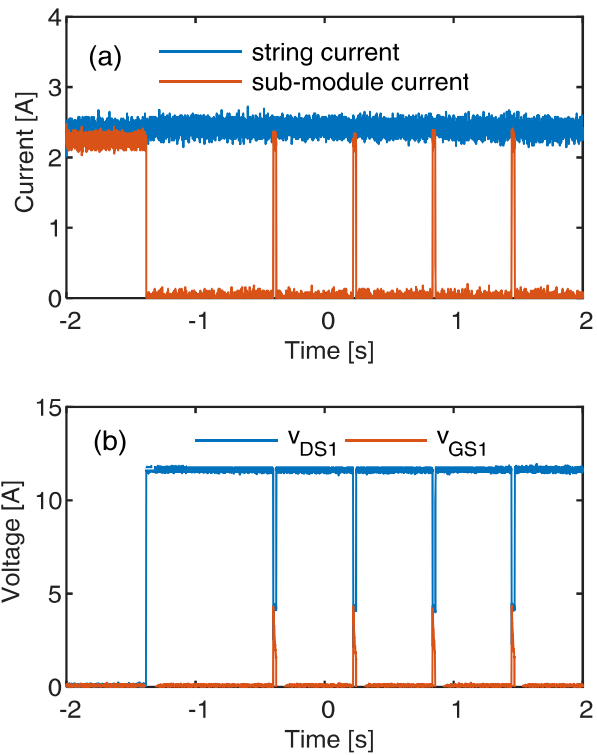 4
(a)
string current
sub-module current
3
2
1
0
Current [A]
-2 -1 0 1 2
Time [s]
15
(b)
vDS1 vGS1
10
5
0
Voltage [A]
-2 -1 0 1 2
Time [s]